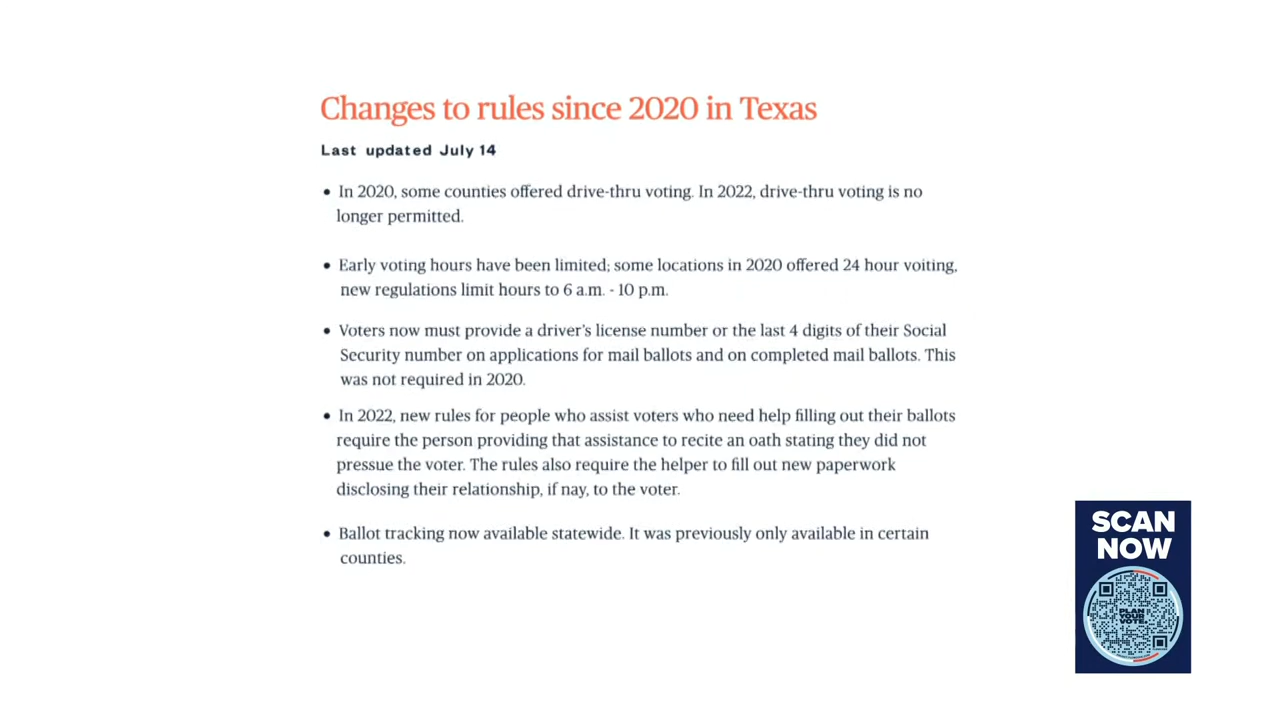 Changes to rules since 2020 in Texas
Last updated July 14
• In 2020, some counties offered drive-thru voting. In 2022, drive-thru voting is no
longer permitted.
• Early voting hours have been limited; some locations in 2020 offered 24 hour voiting,
new regulations limit hours to 6 a.m. - 10 p.m.
• Voters now must provide a driver's license number or the last 4 digits of their Social
Security number on applications for mail ballots and on completed mail ballots. This
was not required in 2020.
• In 2022, new rules for people who assist voters who need help filling out their ballots
require the person providing that assistance to recite an oath stating they did not
pressue the voter. The rules also require the helper to fill out new paperwork
disclosing their relationship, if nay, to the voter.
• Ballot tracking now available statewide. It was previously only available in certain
counties.
SCAN
NOW
PLAN
YOUR
VOTE.